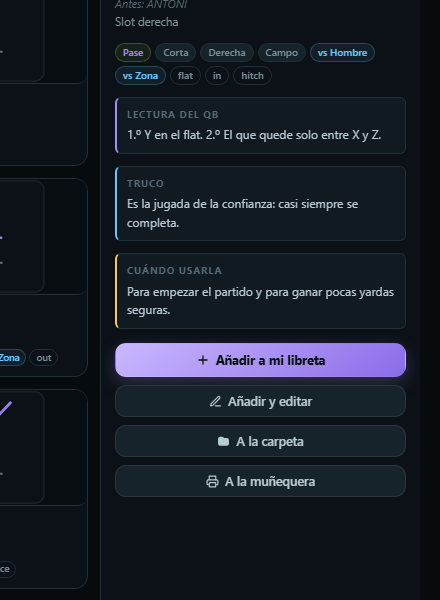 Antes: ANTONI
Slot derecha
Pase Corta Derecha Campo vs Hombre
vs Zona flat in hitch
LECTURA DEL QB
1.º Y en el flat. 2.º El que quede solo entre X y Z.
TRUCO
Es la jugada de la confianza: casi siempre se
completa.
CUÁNDO USARLA
Para empezar el partido y para ganar pocas yardas
seguras.
+ Añadir a mi libreta
Añadir y editar
A la carpeta
A la muñequera
Zona out
ce